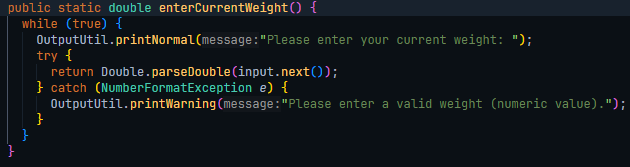 public static double enterCurrentWeight() {
while (true) {
OutputUtil.printNormal(message:"Please enter your current weight: ");
try {
return Double.parseDouble(input.next());
} catch (NumberFormatException e) {
OutputUtil.printWarning(message:"Please enter a valid weight (numeric value).");
}
}
}